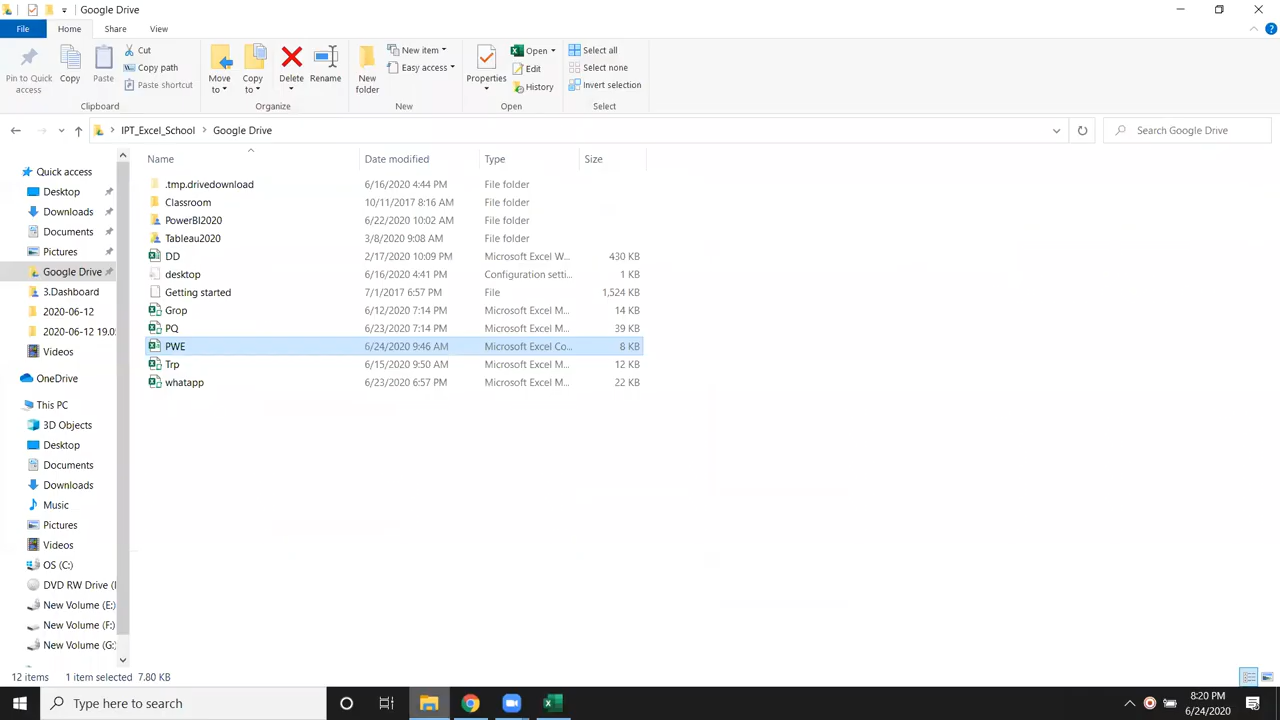 Google Drive
File Home Share View
Pin to Quick access
Copy
Paste
Cut
Copy path
Paste shortcut
Clipboard
Move to
Copy to
Delete
Rename
Organize
New folder
New item
Easy access
New
Properties
Open
Edit
History
Open
Select all
Select none
Invert selection
Select
IPT_Excel_School Google Drive
Search Google Drive
Name Date modified Type Size
.tmp.drivedownload 6/16/2020 4:44 PM File folder
Classroom 10/11/2017 8:16 AM File folder
PowerBI2020 6/22/2020 10:02 AM File folder
Tableau2020 3/8/2020 9:08 AM File folder
DD 2/17/2020 10:09 PM Microsoft Excel W... 430 KB
desktop 6/16/2020 4:41 PM Configuration setti... 1 KB
Getting started 7/1/2017 6:57 PM File 1,524 KB
Grop 6/12/2020 7:14 PM Microsoft Excel M... 14 KB
PQ 6/23/2020 7:14 PM Microsoft Excel M... 39 KB
PWE 6/24/2020 9:46 AM Microsoft Excel Co... 8 KB
Trp 6/15/2020 9:50 AM Microsoft Excel M... 12 KB
whatapp 6/23/2020 6:57 PM Microsoft Excel M... 22 KB
Quick access
Desktop
Downloads
Documents
Pictures
Google Drive
3.Dashboard
2020-06-12
2020-06-12 19.0
Videos
OneDrive
This PC
3D Objects
Desktop
Documents
Downloads
Music
Pictures
Videos
OS (C:)
DVD RW Drive (
New Volume (E:)
New Volume (F:)
New Volume (G:
12 items 1 item selected 7.80 KB
Type here to search
8:20 PM
6/24/2020